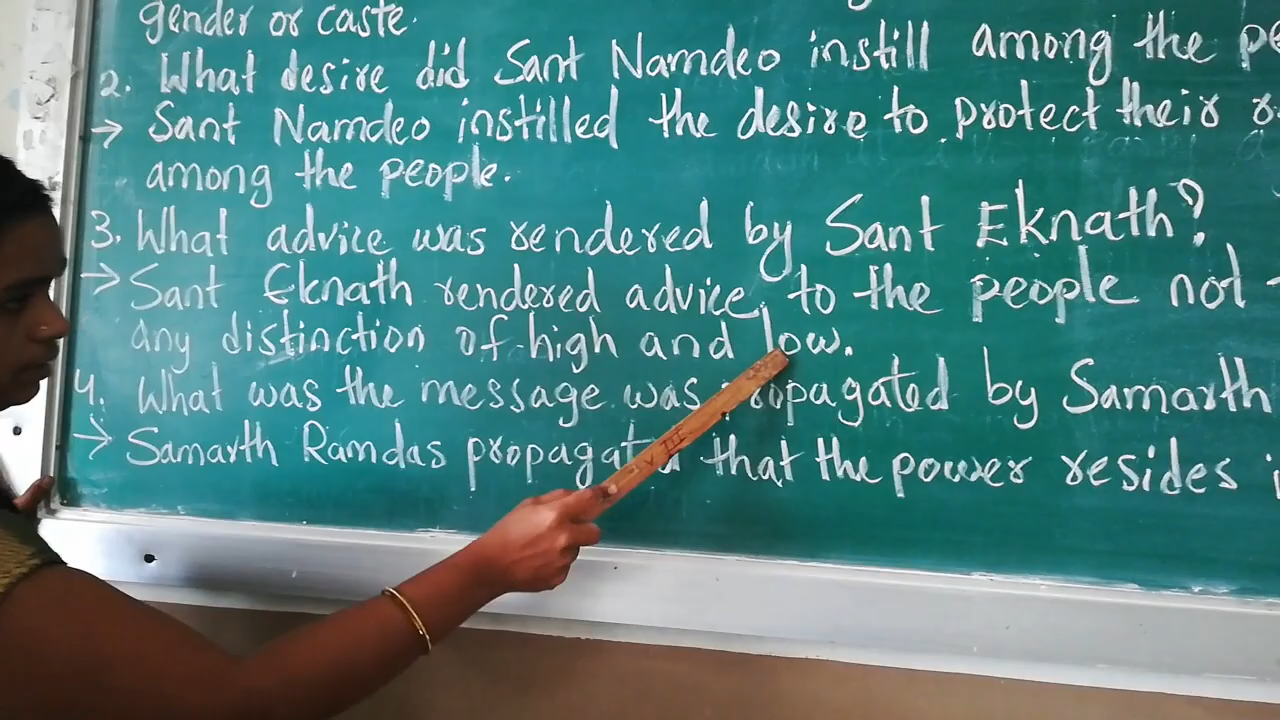 gender or caste.
2. What desire did Sant Namdeo instill among the
→ Sant Namdeo instilled the desire to protect their
among the people.
3. What advice was rendered by Sant Eknath?
→ Sant Eknath rendered advice, to the people not
any distinction of high and low.
4. What was the message was propagated by Samarth
→ Samarth Ramdas propagated that the power resides
VIII